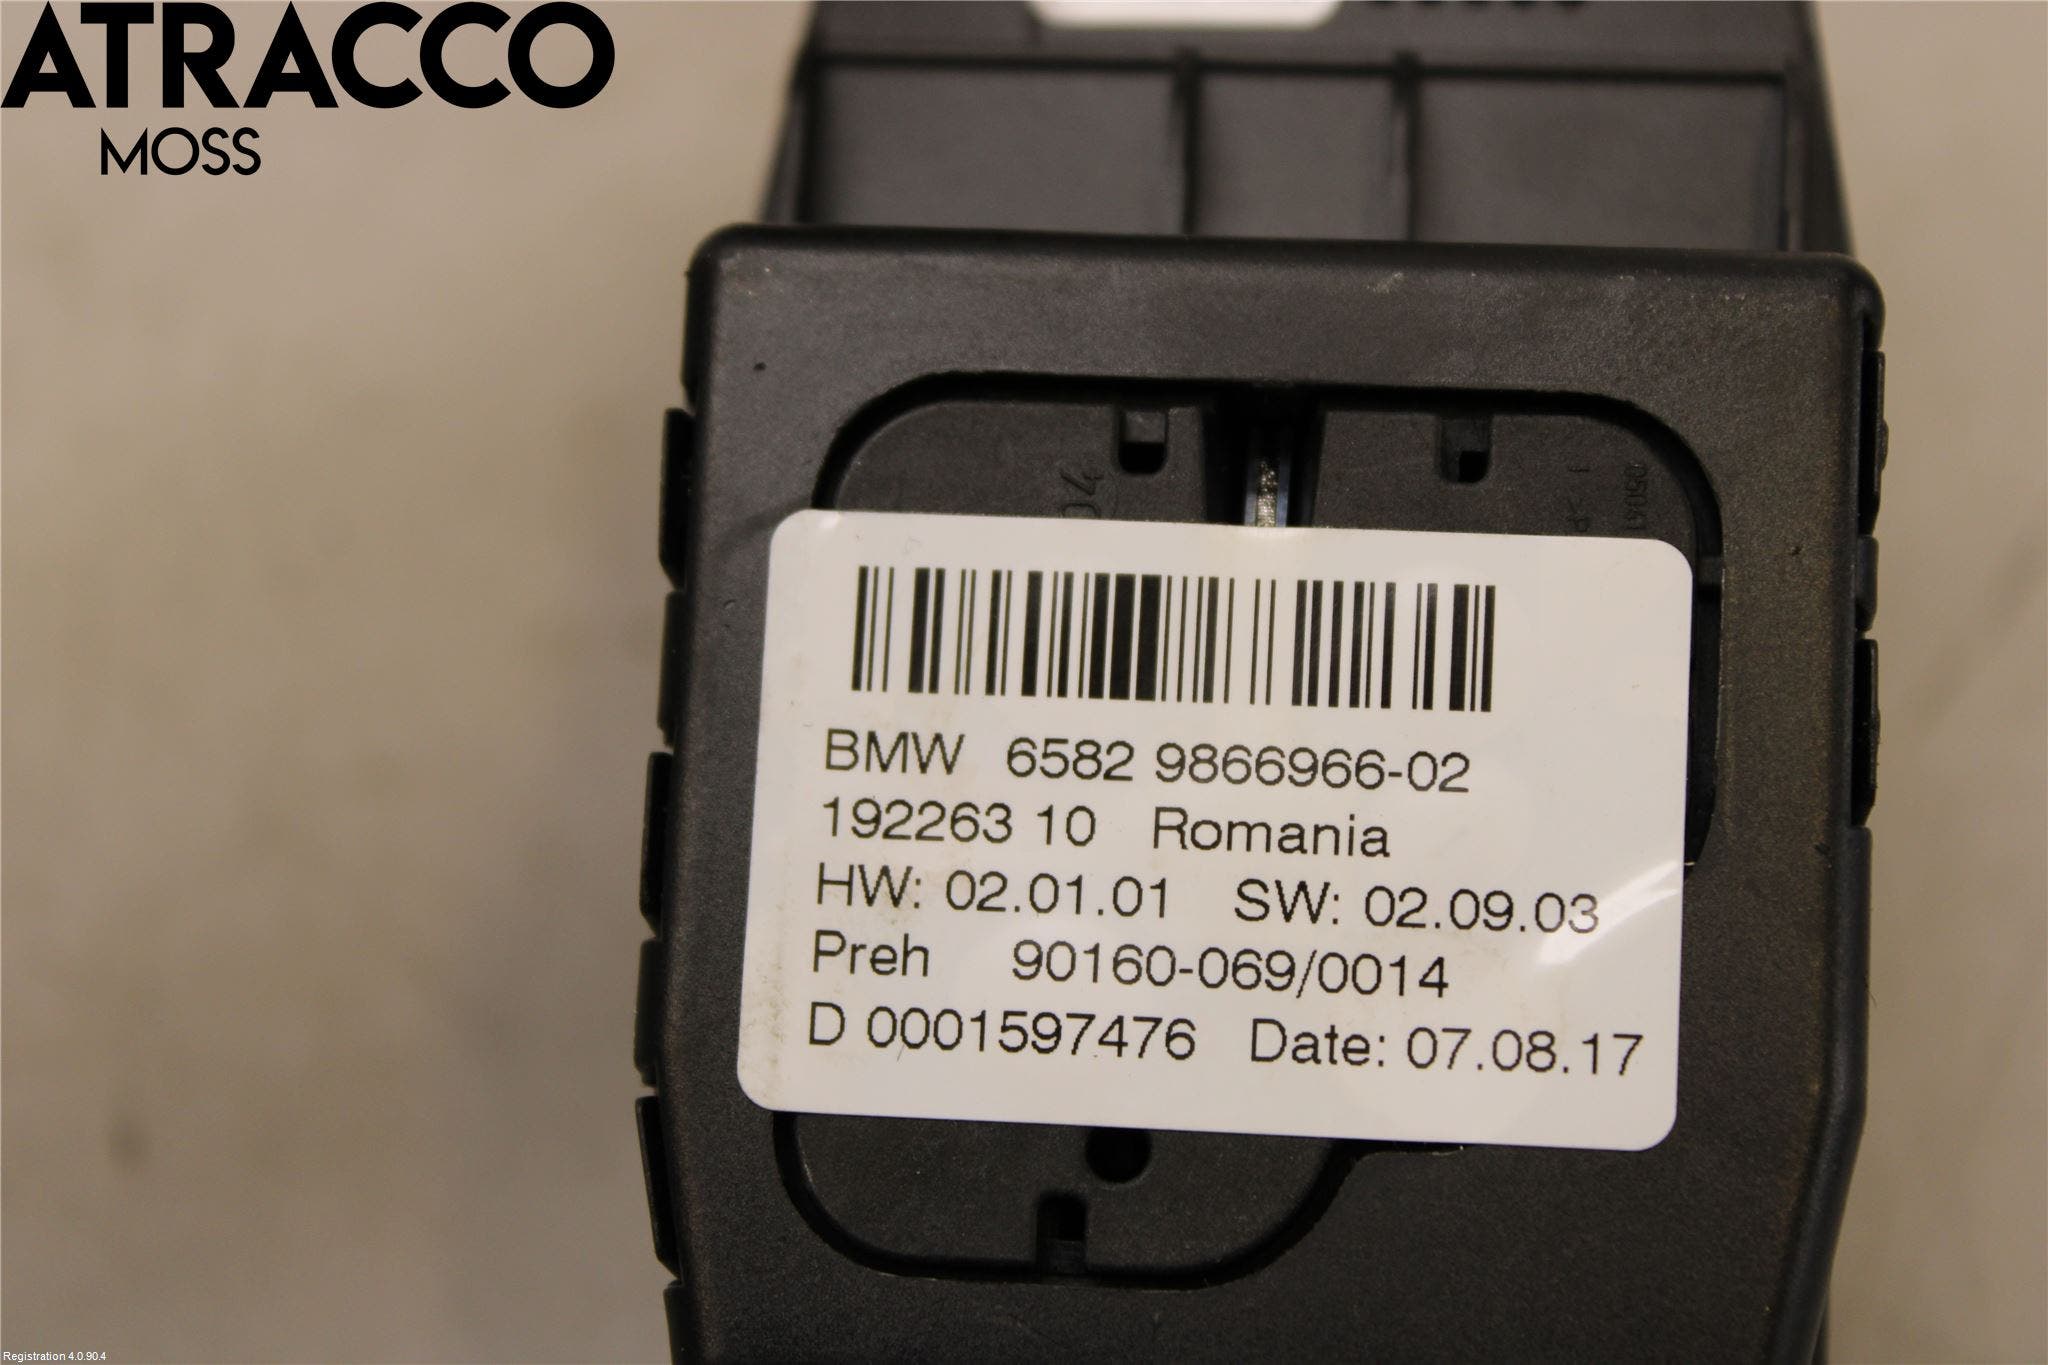 ATRACCO
MOSS
04
BMW 6582 9866966-02
192263 10 Romania
HW: 02.01.01 SW: 02.09.03
Preh 90160-069/0014
D 0001597476 Date: 07.08.17
Registration 4.0.90.4